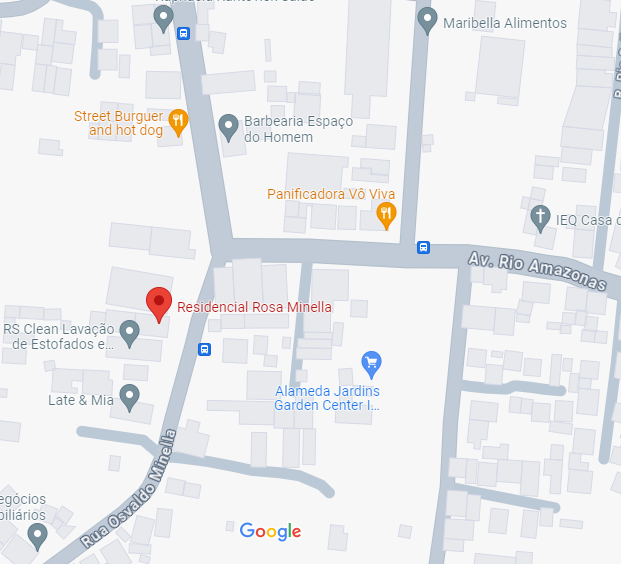 Maribella Alimentos
Street Burguer
and hot dog
Barbearia Espaço
do Homem
Panificadora Vô Viva
IEQ Casa d
Av. Rio Amazonas
Residencial Rosa Minella
RS Clean Lavação
de Estofados e...
Alameda Jardins
Garden Center I...
Late & Mia
Rua Osvaldo Minella
egócios
biliários
Google